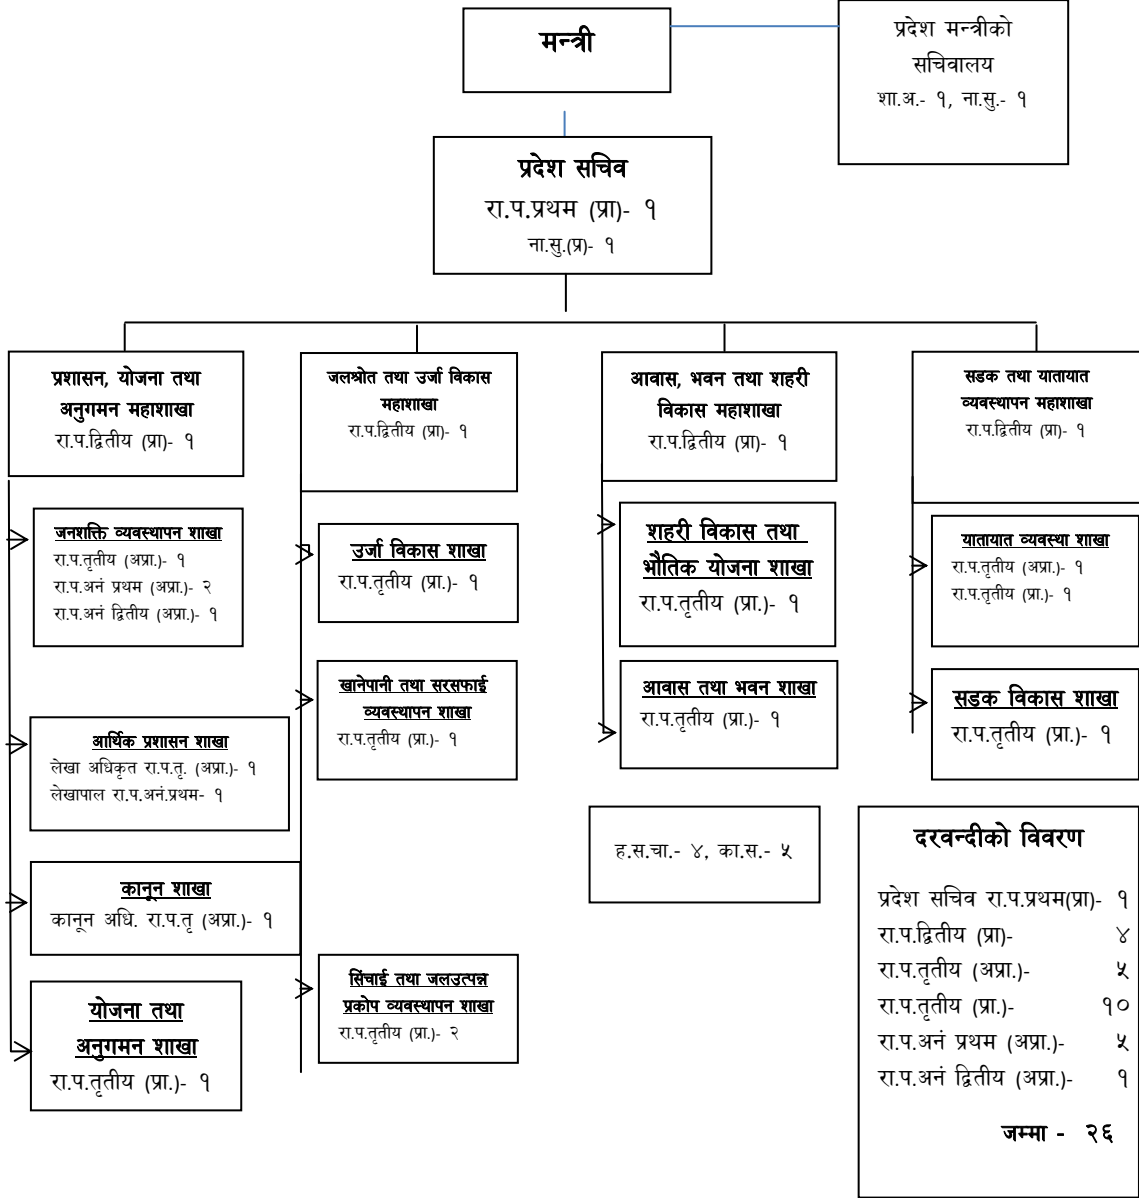 मन्त्री
प्रदेश मन्त्रीको
सचिवालय
शा.अ.- १, ना.सु.- १
प्रदेश सचिव
रा.प.प्रथम (प्रा)- १
ना.सु.(प्र)- १
प्रशासन, योजना तथा
अनुगमन महाशाखा
रा.प.द्वितीय (प्रा)- १
जलश्रोत तथा उर्जा विकास
महाशाखा
रा.प.द्वितीय (प्रा)- १
आवास, भवन तथा शहरी
विकास महाशाखा
रा.प.द्वितीय (प्रा)- १
सडक तथा यातायात
व्यवस्थापन महाशाखा
रा.प.द्वितीय (प्रा)- १
जनशक्ति व्यवस्थापन शाखा
रा.प.तृतीय (अप्रा.)- १
रा.प.अनं प्रथम (अप्रा.)- २
रा.प.अनं द्वितीय (अप्रा.)- १
आर्थिक प्रशासन शाखा
लेखा अधिकृत रा.प.तृ. (अप्रा.)- १
लेखापाल रा.प.अनं.प्रथम- १
कानून शाखा
कानून अधि. रा.प.तृ (अप्रा.)- १
योजना तथा
अनुगमन शाखा
रा.प.तृतीय (प्रा.)- १
उर्जा विकास शाखा
रा.प.तृतीय (प्रा.)- १
खानेपानी तथा सरसफाई
व्यवस्थापन शाखा
रा.प.तृतीय (प्रा.)- १
सिंचाई तथा जलउत्पन्न
प्रकोप व्यवस्थापन शाखा
रा.प.तृतीय (प्रा.)- २
शहरी विकास तथा
भौतिक योजना शाखा
रा.प.तृतीय (प्रा.)- १
आवास तथा भवन शाखा
रा.प.तृतीय (प्रा.)- १
यातायात व्यवस्था शाखा
रा.प.तृतीय (अप्रा.)- १
रा.प.तृतीय (प्रा.)- १
सडक विकास शाखा
रा.प.तृतीय (प्रा.)- १
ह.स.चा.- ४, का.स.- ५
दरवन्दीको विवरण
प्रदेश सचिव रा.प.प्रथम(प्रा)- १
रा.प.द्वितीय (प्रा)- ४
रा.प.तृतीय (अप्रा.)- ५
रा.प.तृतीय (प्रा.)- १०
रा.प.अनं प्रथम (अप्रा.)- ५
रा.प.अनं द्वितीय (अप्रा.)- १
जम्मा - २६